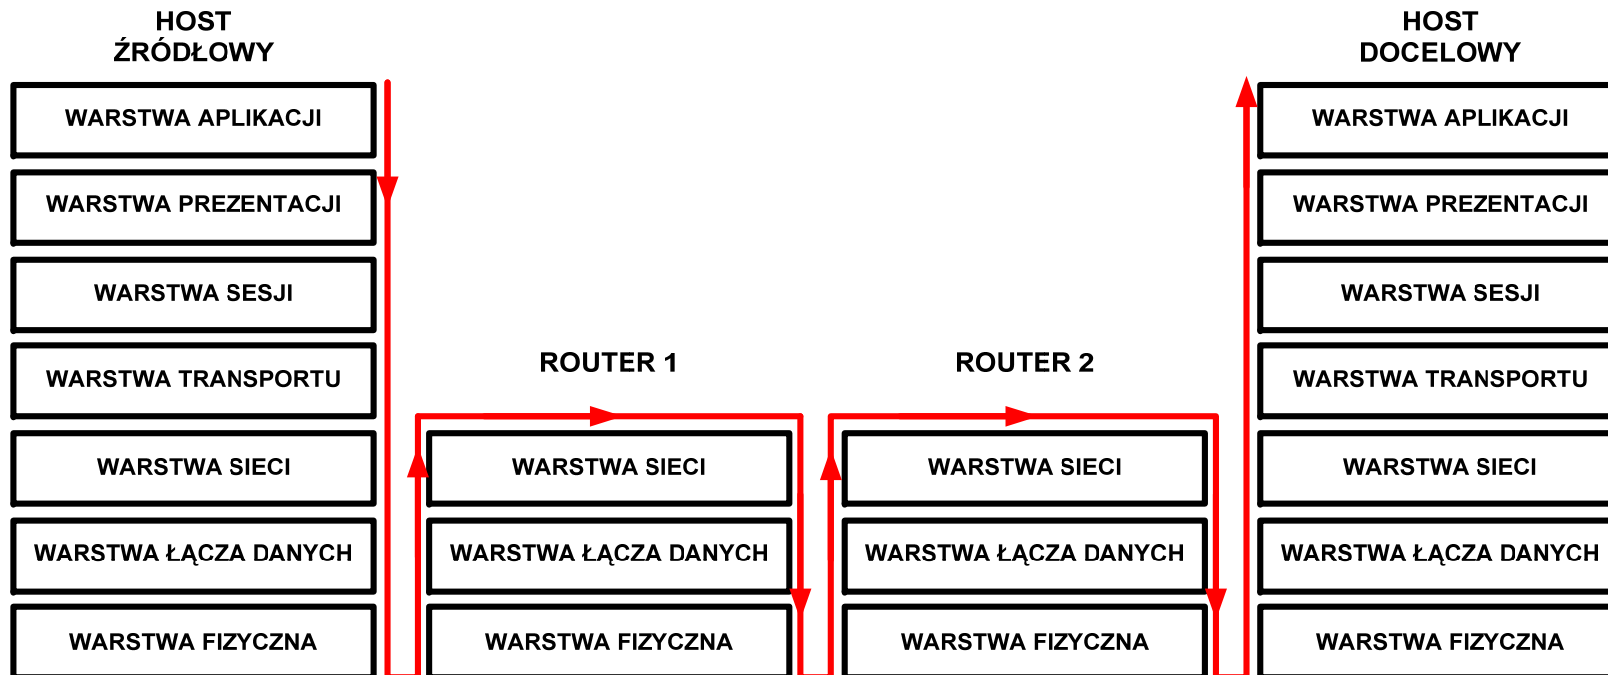 HOST
ŹRÓDŁOWY
WARSTWA APLIKACJI
WARSTWA PREZENTACJI
WARSTWA SESJI
WARSTWA TRANSPORTU
WARSTWA SIECI
WARSTWA ŁĄCZA DANYCH
WARSTWA FIZYCZNA
ROUTER 1
WARSTWA SIECI
WARSTWA ŁĄCZA DANYCH
WARSTWA FIZYCZNA
ROUTER 2
WARSTWA SIECI
WARSTWA ŁĄCZA DANYCH
WARSTWA FIZYCZNA
HOST
DOCELOWY
WARSTWA APLIKACJI
WARSTWA PREZENTACJI
WARSTWA SESJI
WARSTWA TRANSPORTU
WARSTWA SIECI
WARSTWA ŁĄCZA DANYCH
WARSTWA FIZYCZNA